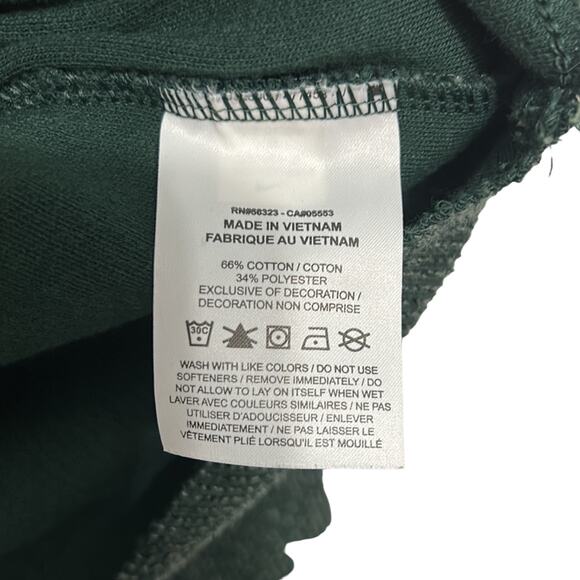 RN#56323 - CA#05553
MADE IN VIETNAM
FABRIQUE AU VIETNAM
66% COTTON / COTON
34% POLYESTER
EXCLUSIVE OF DECORATION /
DECORATION NON COMPRISE
30C
WASH WITH LIKE COLORS / DO NOT USE
SOFTENERS / REMOVE IMMEDIATELY / DO
NOT ALLOW TO LAY ON ITSELF WHEN WET
LAVER AVEC COULEURS SIMILAIRES / NE PAS
UTILISER D'ADOUCISSEUR / ENLEVER
IMMEDIATEMENT / NE PAS LAISSER LE
VÊTEMENT PLIÉ LORSQU'IL EST MOUILLÉ